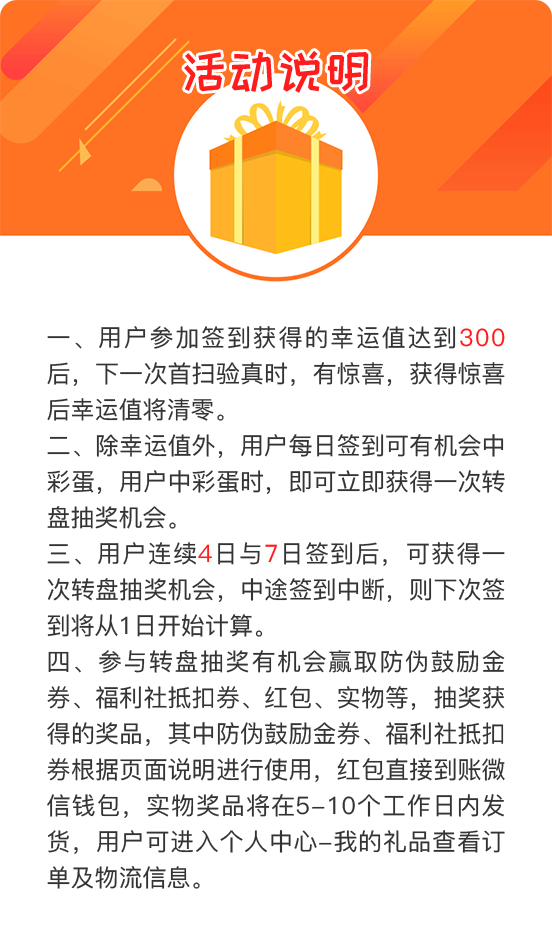 活动说明
一、用户参加签到获得的幸运值达到300
后，下一次首扫验真时，有惊喜，获得惊喜
后幸运值将清零。
二、除幸运值外，用户每日签到可有机会中
彩蛋，用户中彩蛋时，即可立即获得一次转
盘抽奖机会。
三、用户连续4日与7日签到后，可获得一
次转盘抽奖机会，中途签到中断，则下次签
到将从1日开始计算。
四、参与转盘抽奖有机会赢取防伪鼓励金
券、福利社抵扣券、红包、实物等，抽奖获
得的奖品，其中防伪鼓励金券、福利社抵扣
券根据页面说明进行使用，红包直接到账微
信钱包，实物奖品将在5-10个工作日内发
货，用户可进入个人中心-我的礼品查看订
单及物流信息。